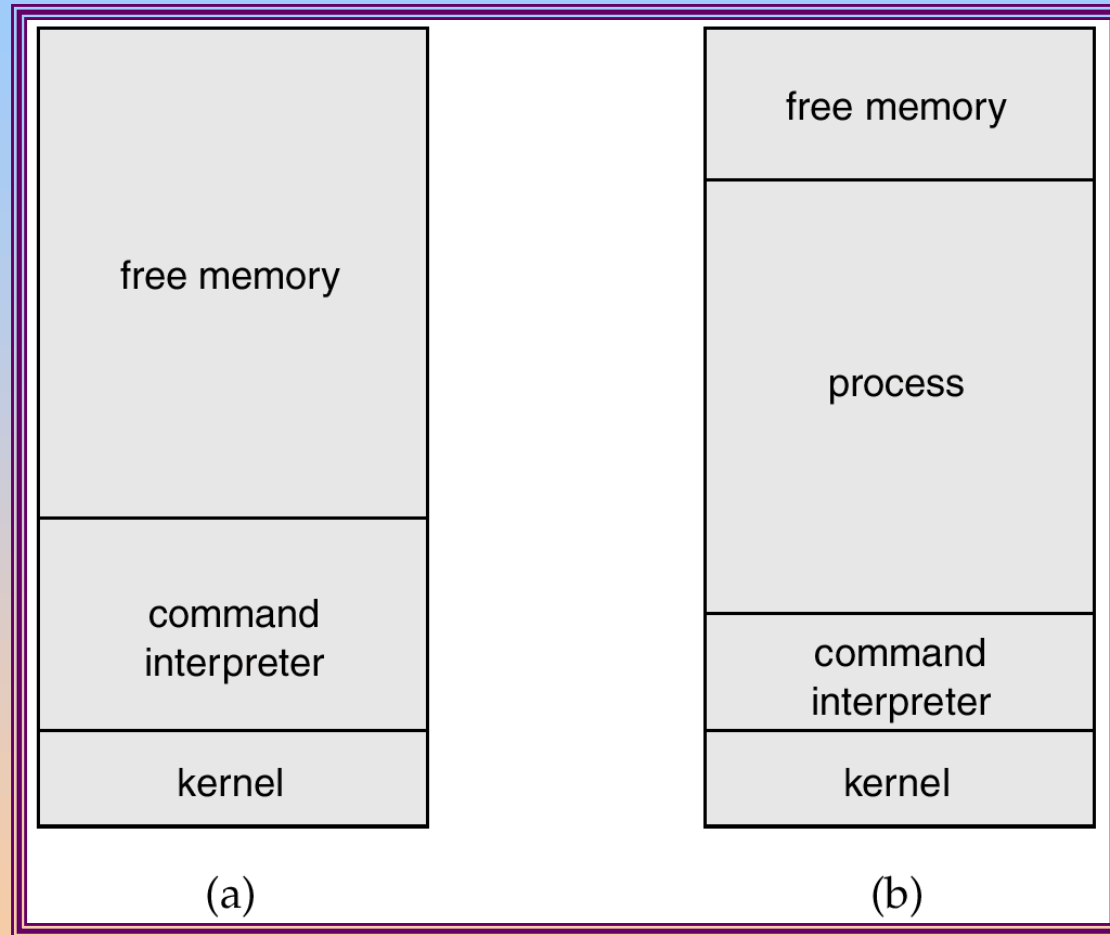 free memory
command
interpreter
kernel
(a)
free memory
process
command
interpreter
kernel
(b)